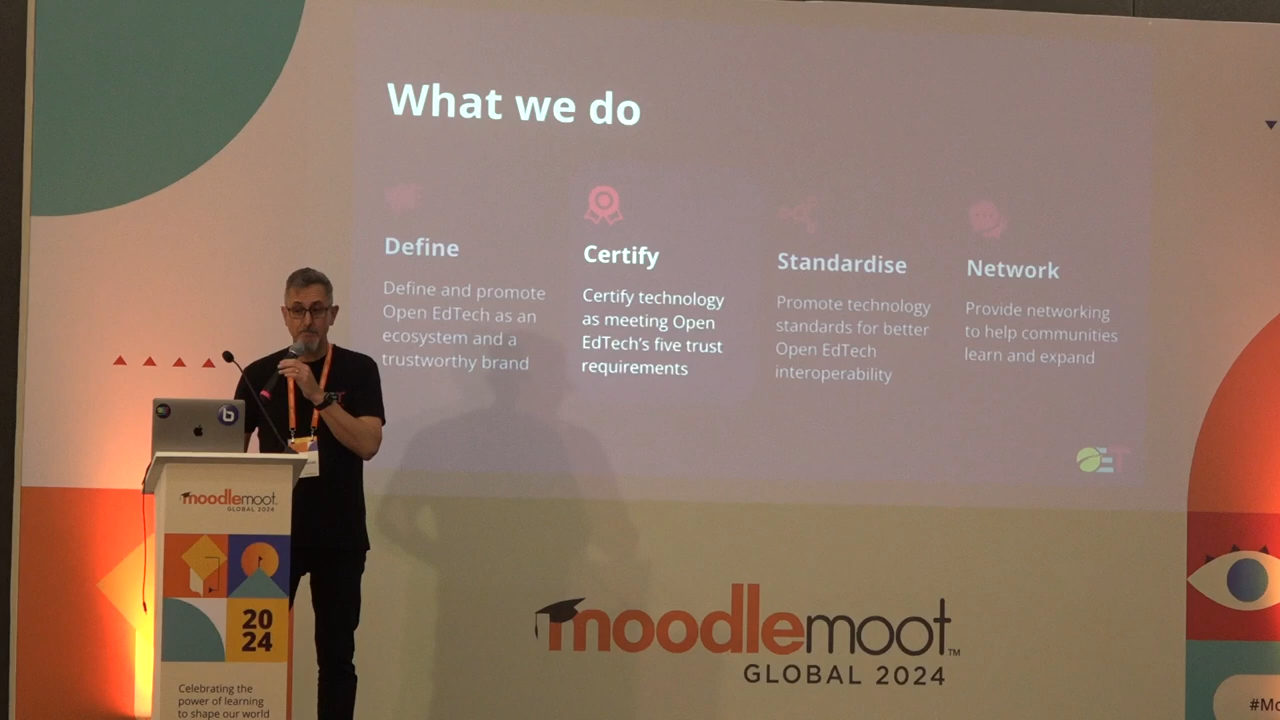 What we do
Define
Define and promote
Open EdTech as an
ecosystem and a
trustworthy brand
Certify
Certify technology
as meeting Open
EdTech's five trust
requirements
Standardise
Promote technology
standards for better
Open EdTech
interoperability
Network
Provide networking
to help communities
learn and expand
OET
moodlemoot
GLOBAL 2024
20
24
Celebrating the
power of learning
to shape our world
moodlemoot™
GLOBAL 2024
b